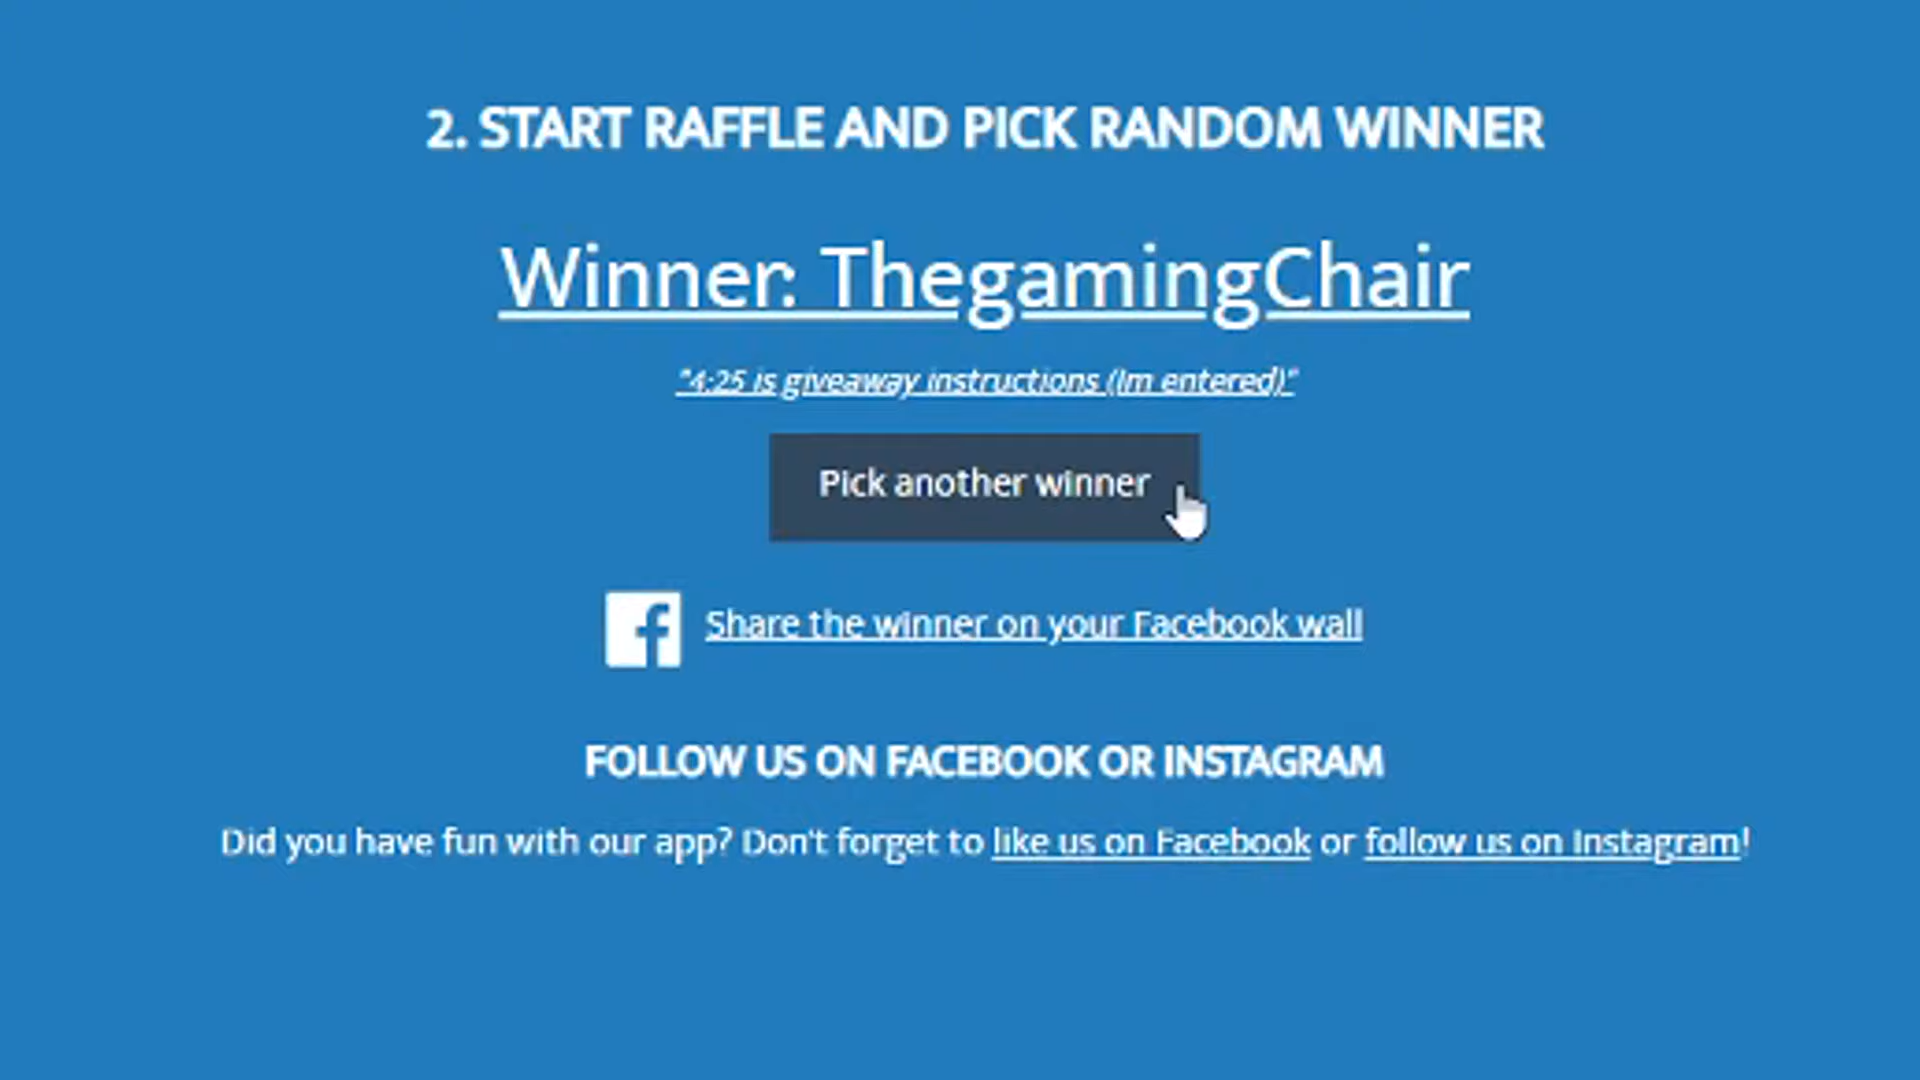 2. START RAFFLE AND PICK RANDOM WINNER
Winner: ThegamingChair
"4:25 is giveaway instructions (Im entered)"
Pick another winner
Share the winner on your Facebook wall
FOLLOW US ON FACEBOOK OR INSTAGRAM
Did you have fun with our app? Don't forget to like us on Facebook or follow us on Instagram!